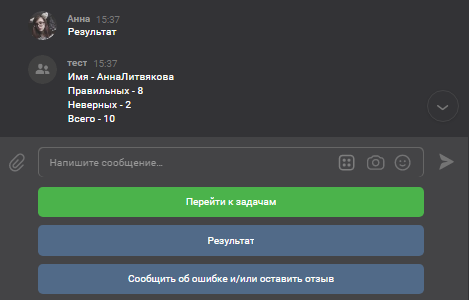 Анна 15:37
Результат
тест 15:37
Имя - АннаЛитвякова
Правильных - 8
Неверных - 2
Всего - 10
Напишите сообщение...
Перейти к задачам
Результат
Сообщить об ошибке и/или оставить отзыв